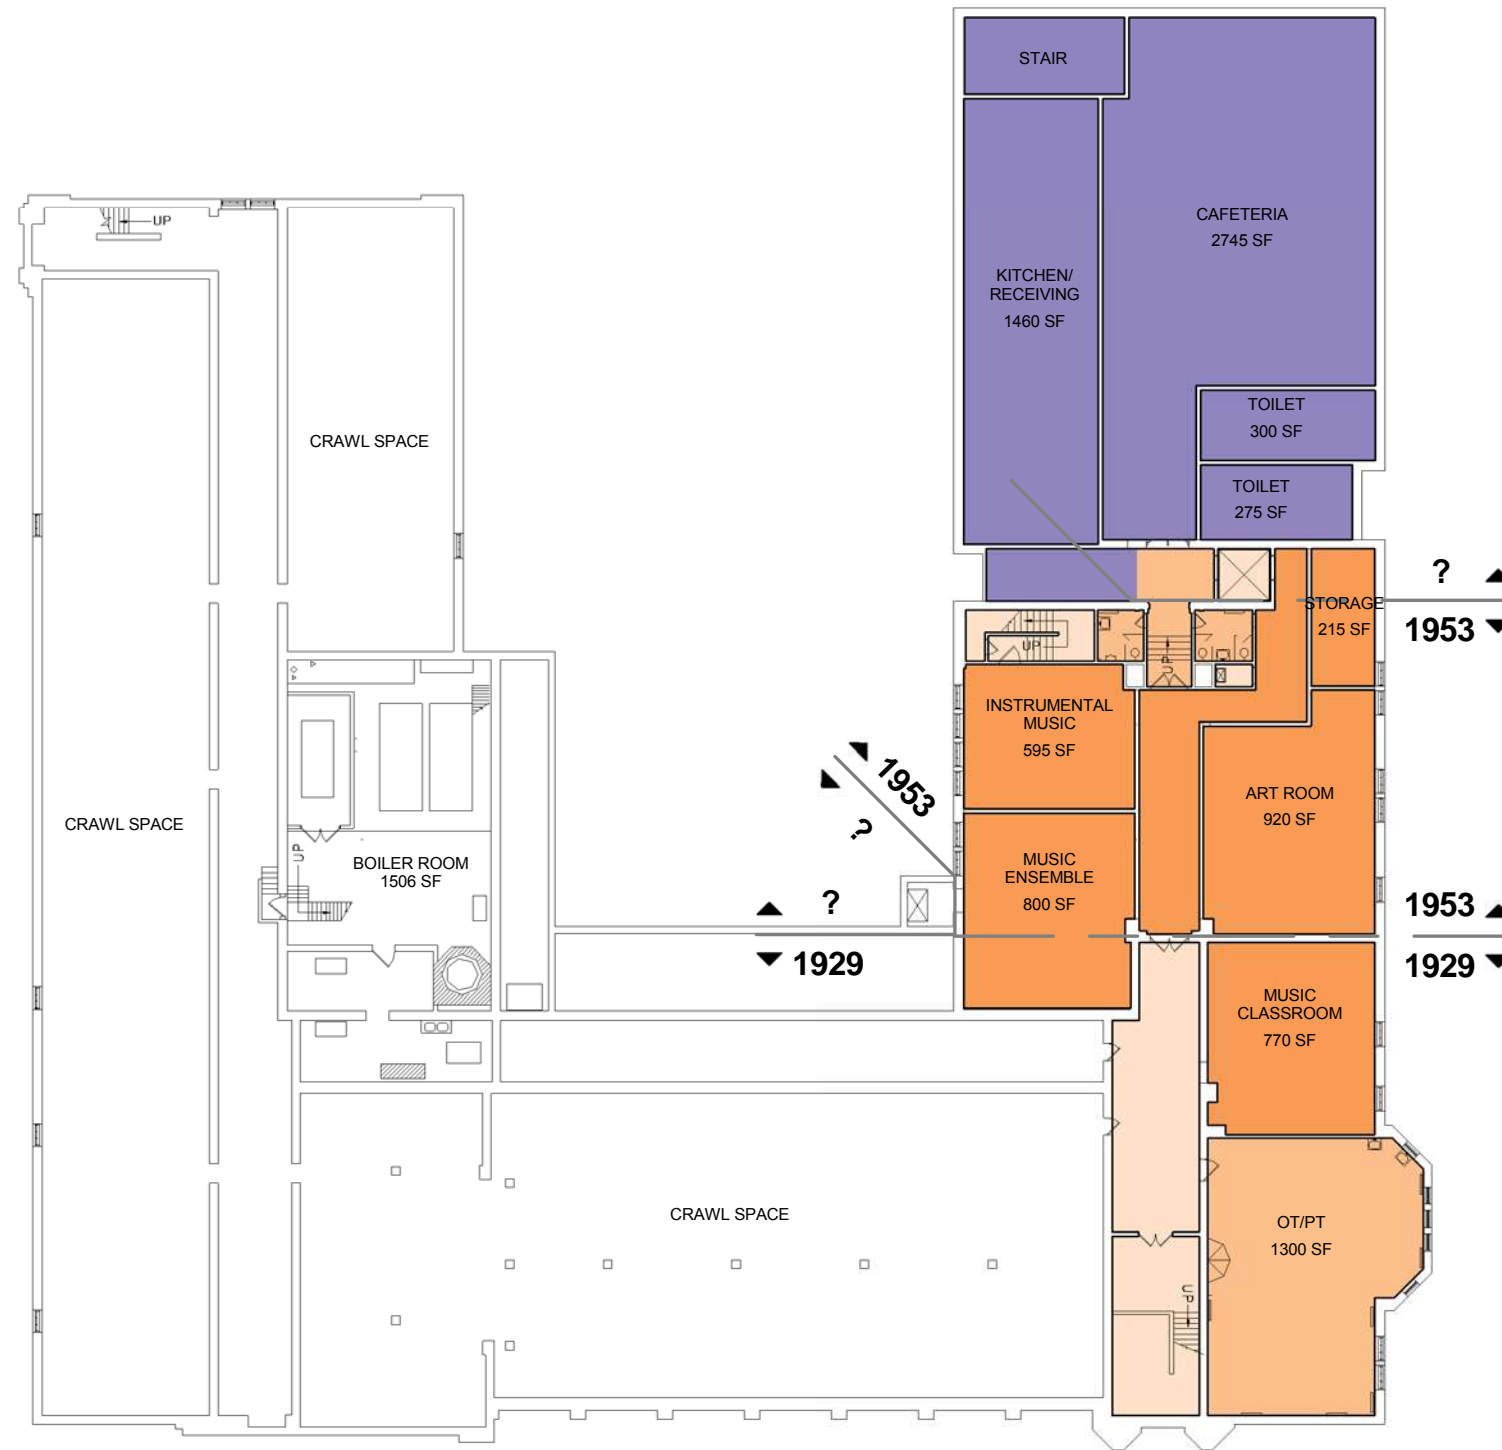 STAIR
CAFETERIA
2745 SF
KITCHEN/
RECEIVING
1460 SF
UP
CRAWL SPACE
TOILET
300 SF
TOILET
275 SF
?
STORAGE
215 SF
1953
UP
UP
INSTRUMENTAL
MUSIC
595 SF
1953
?
ART ROOM
920 SF
CRAWL SPACE
UP
BOILER ROOM
1506 SF
MUSIC
ENSEMBLE
800 SF
?
1929
1953
1929
MUSIC
CLASSROOM
770 SF
CRAWL SPACE
OT/PT
1300 SF
UP